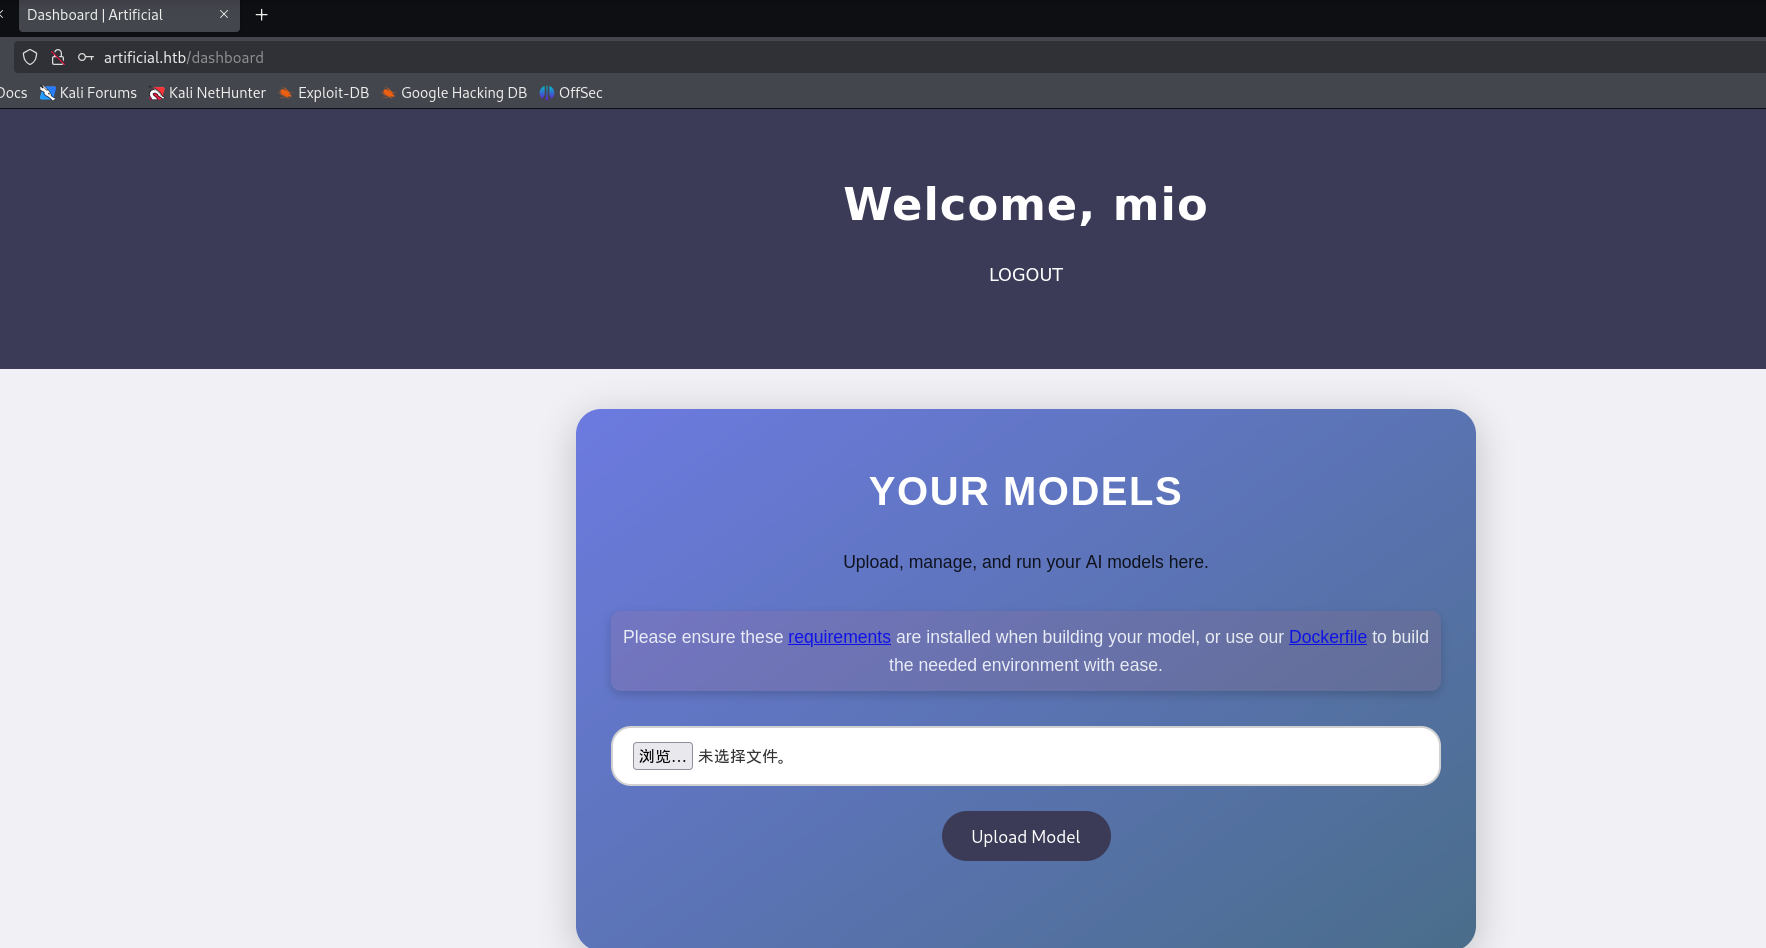 Dashboard | Artificial
artificial.htb/dashboard
Docs Kali Forums Kali NetHunter Exploit-DB Google Hacking DB OffSec
Welcome, mio
LOGOUT
YOUR MODELS
Upload, manage, and run your AI models here.
Please ensure these requirements are installed when building your model, or use our Dockerfile to build
the needed environment with ease.
浏览… 未选择文件。
Upload Model